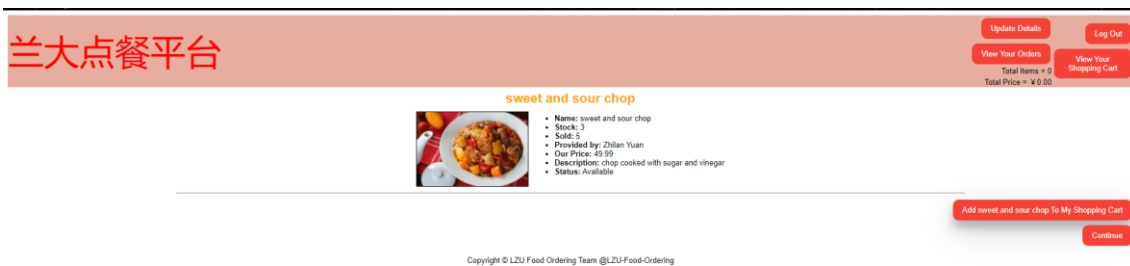 兰大点餐平台
Update Details
Log Out
View Your Orders
View Your
Shopping Cart
Total Items = 0
Total Price = ¥0.00
sweet and sour chop
Name: sweet and sour chop
Stock: 3
Sold: 5
Provided by: Zhilan Yuan
Our Price: 49.99
Description: chop cooked with sugar and vinegar
Status: Available
Add sweet and sour chop To My Shopping Cart
Continue
Copyright © LZU Food Ordering Team @LZU-Food-Ordering